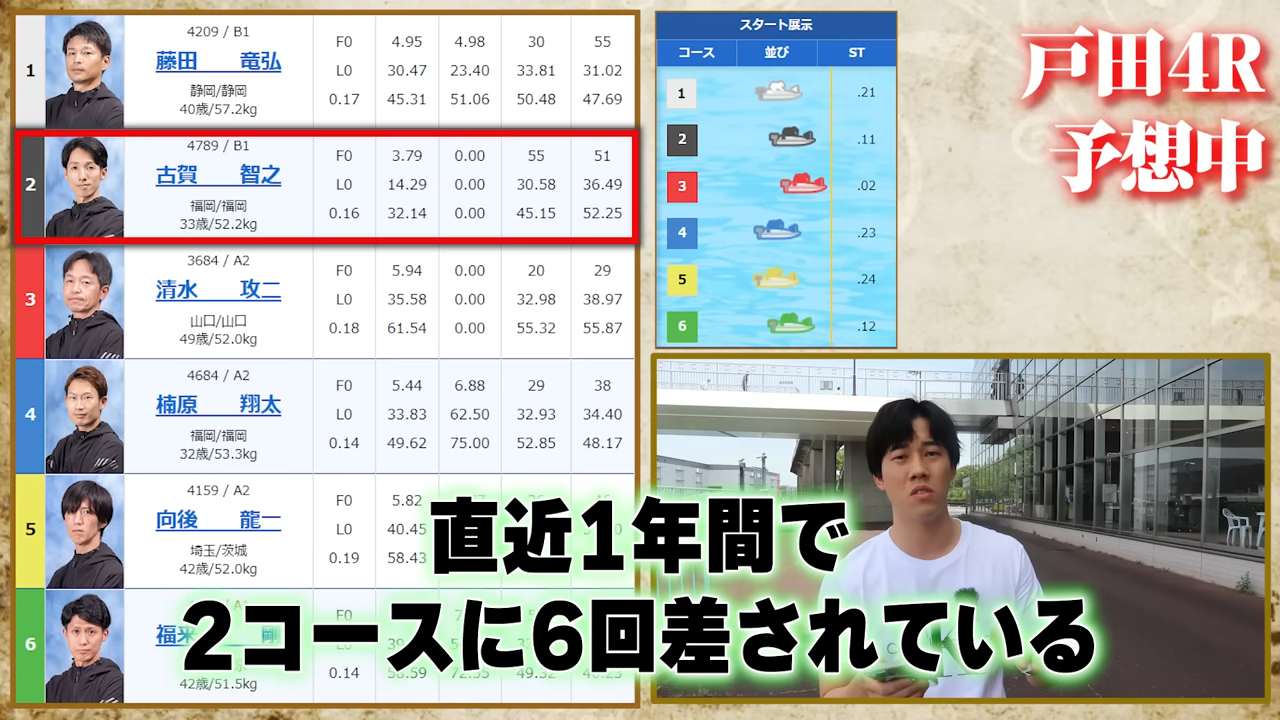 1
4209 / B1
藤田 竜弘
静岡/静岡
40歳/57.2kg
F0 4.95 4.98 30 55
L0 30.47 23.40 33.81 31.02
0.17 45.31 51.06 50.48 47.69
2
4789 / B1
古賀 智之
福岡/福岡
33歳/52.2kg
F0 3.79 0.00 55 51
L0 14.29 0.00 30.58 36.49
0.16 32.14 0.00 45.15 52.25
3
3684 / A2
清水 攻二
山口/山口
49歳/52.0kg
F0 5.94 0.00 20 29
L0 35.58 0.00 32.98 38.97
0.18 61.54 0.00 55.32 55.87
4
4684 / A2
楠原 翔太
福岡/福岡
32歳/53.3kg
F0 5.44 6.88 29 38
L0 33.83 62.50 32.93 34.40
0.14 49.62 75.00 52.85 48.17
5
4159 / A2
向後 龍一
埼玉/茨城
42歳/52.0kg
F0 5.82
L0 40.45
0.19 58.43
6
福来 剛
42歳/51.5kg
F0
0.14
スタート展示
コース 並び ST
1 .21
2 .11
3 .02
4 .23
5 .24
6 .12
戸田4R
予想中
直近1年間で
2コースに6回差されている